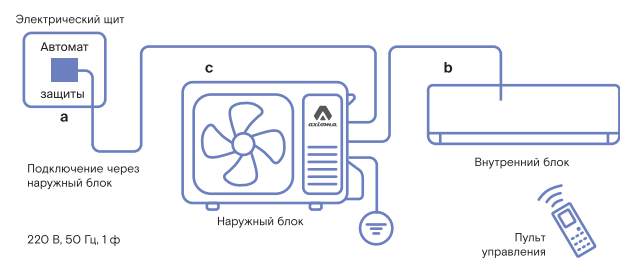 Электрический щит
Автомат
защиты
a
c
b
axioma
Подключение через
наружный блок
Внутренний блок
Наружный блок
220 В, 50 Гц, 1 ф
Пульт
управления